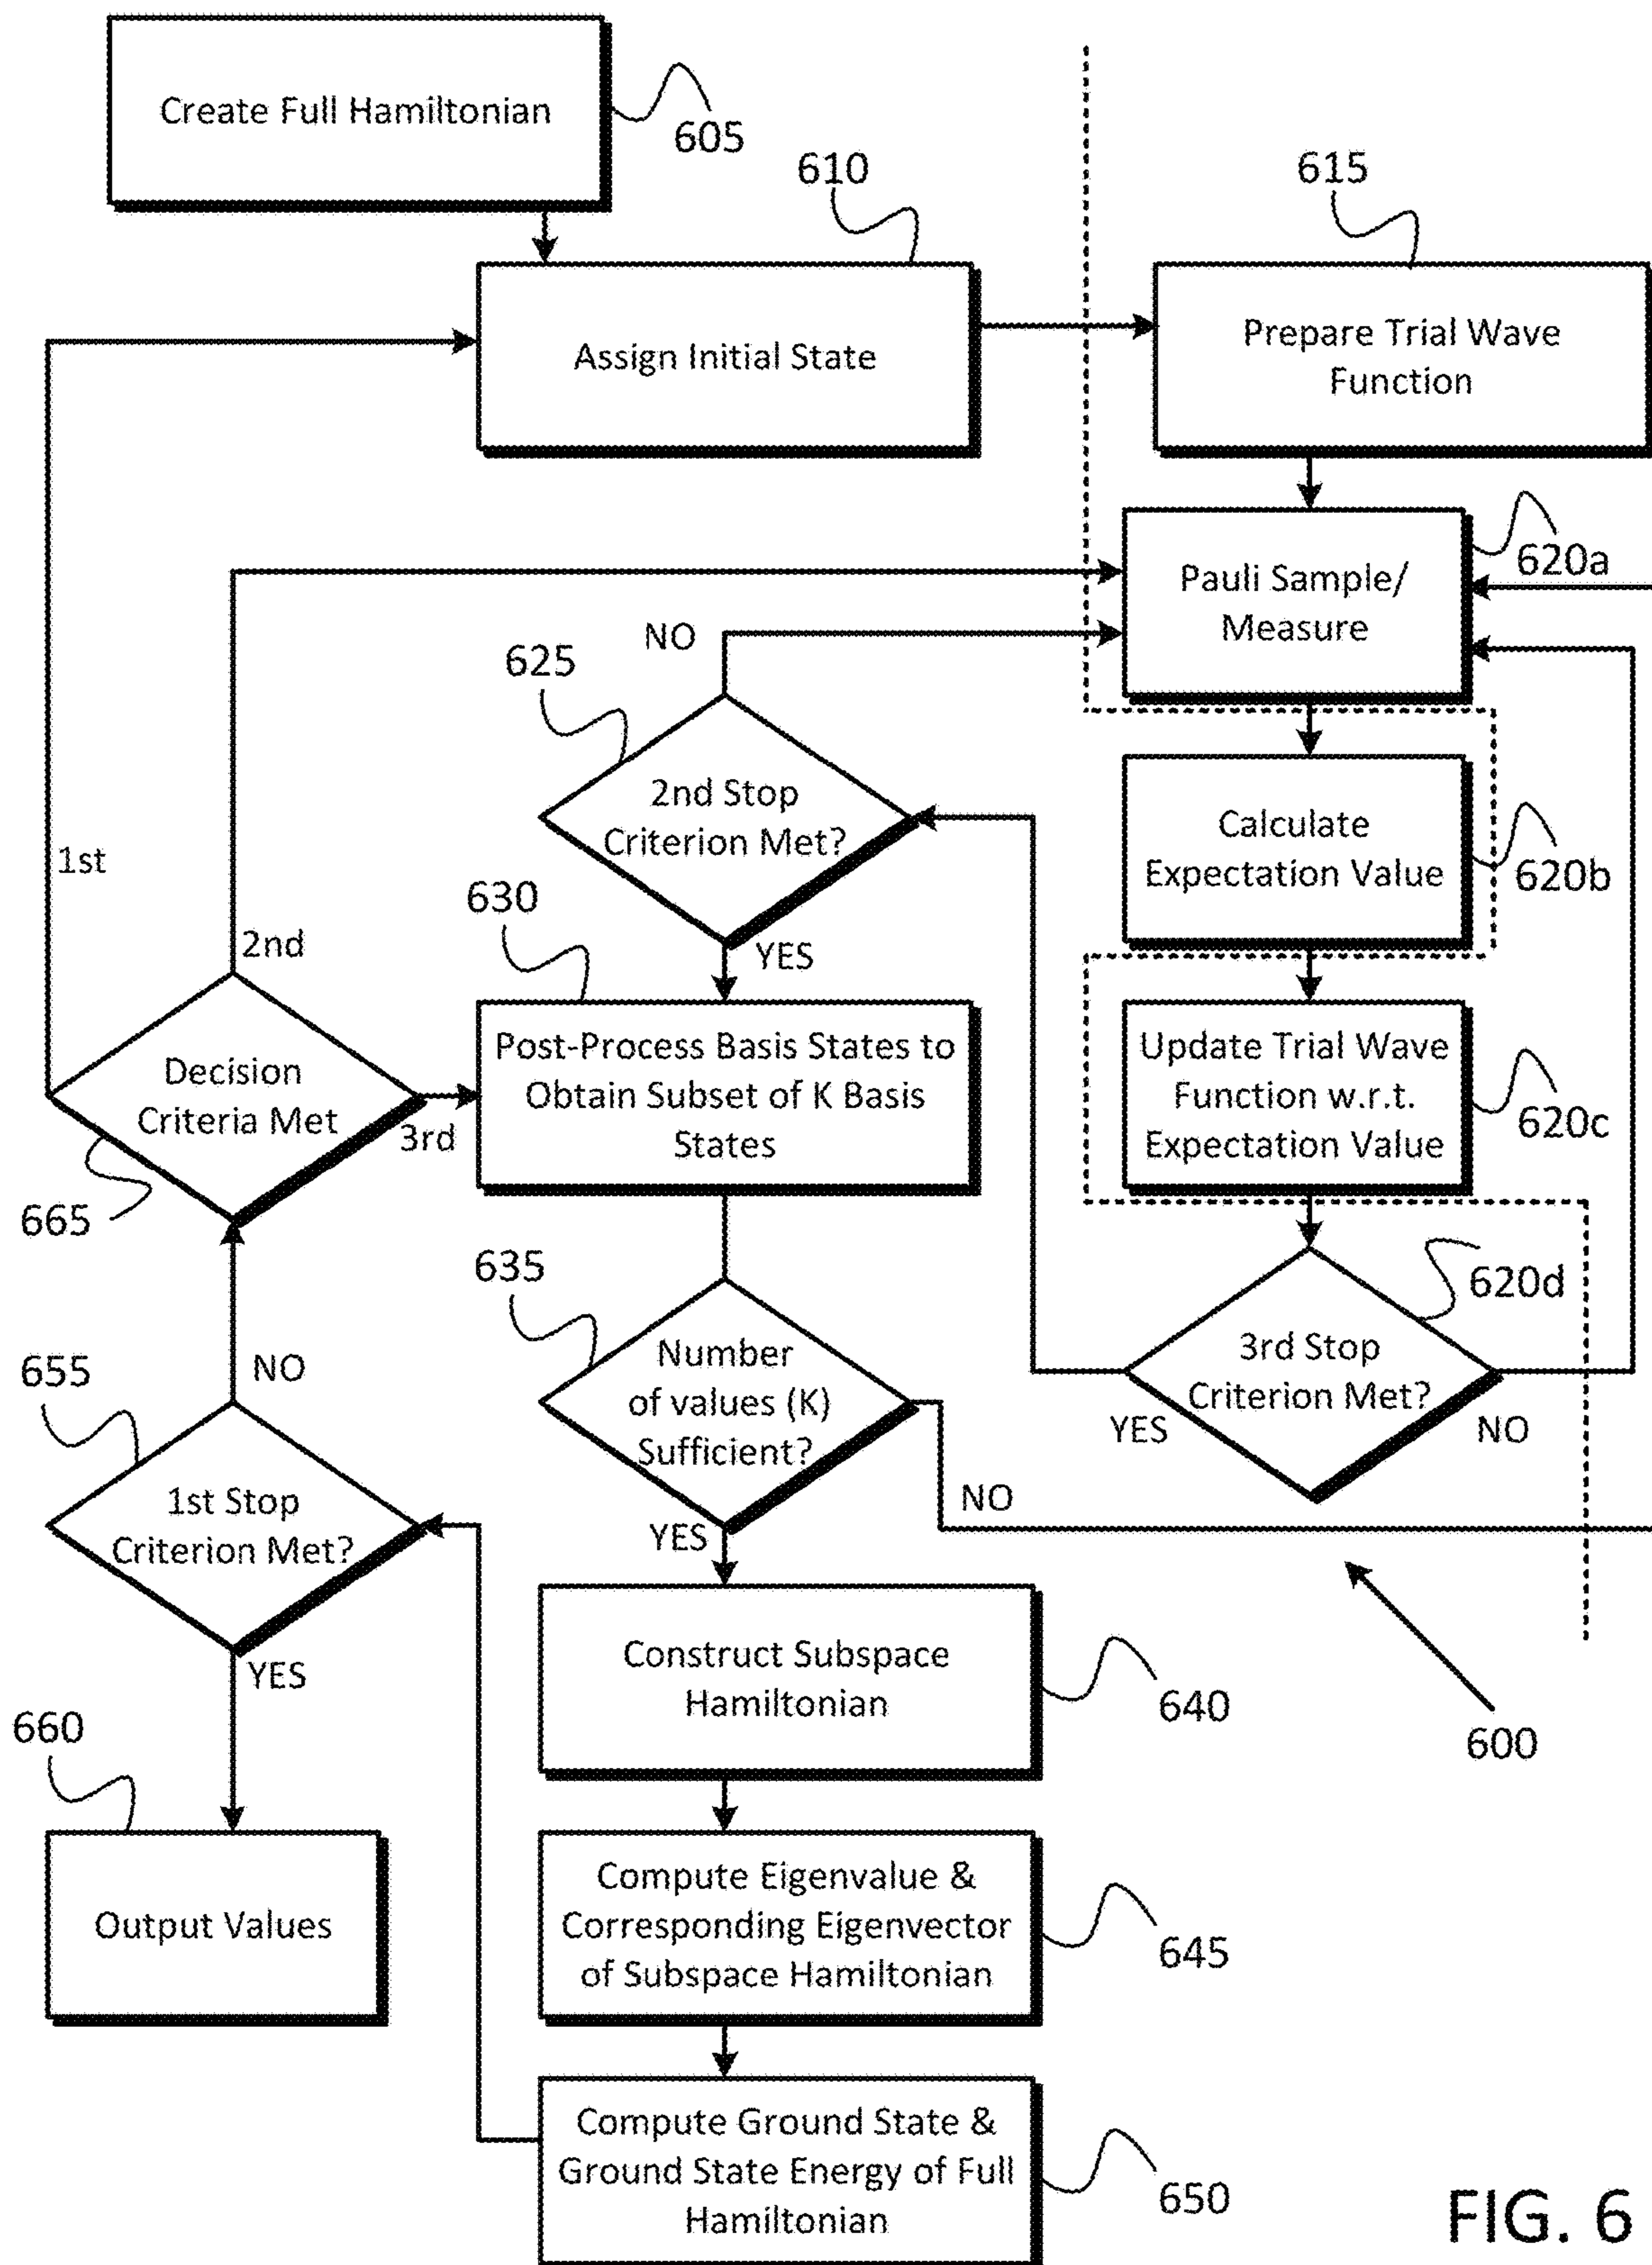 Create Full Hamiltonian
605
610
615
Assign Initial State
Prepare Trial Wave
Function
620a
Pauli Sample/
Measure
NO
625
2nd Stop
Criterion Met?
Calculate
Expectation Value
620b
1st
630
2nd
YES
Decision
Criteria Met
3rd
665
Post-Process Basis States to
Obtain Subset of K Basis
States
Update Trial Wave
Function w.r.t.
Expectation Value
620c
635
620d
Number
of values (K)
Sufficient?
3rd Stop
Criterion Met?
YES
NO
655
NO
1st Stop
Criterion Met?
NO
YES
YES
Construct Subspace
Hamiltonian
640
600
660
Output Values
Compute Eigenvalue &
Corresponding Eigenvector
of Subspace Hamiltonian
645
Compute Ground State &
Ground State Energy of Full
Hamiltonian
650
FIG. 6